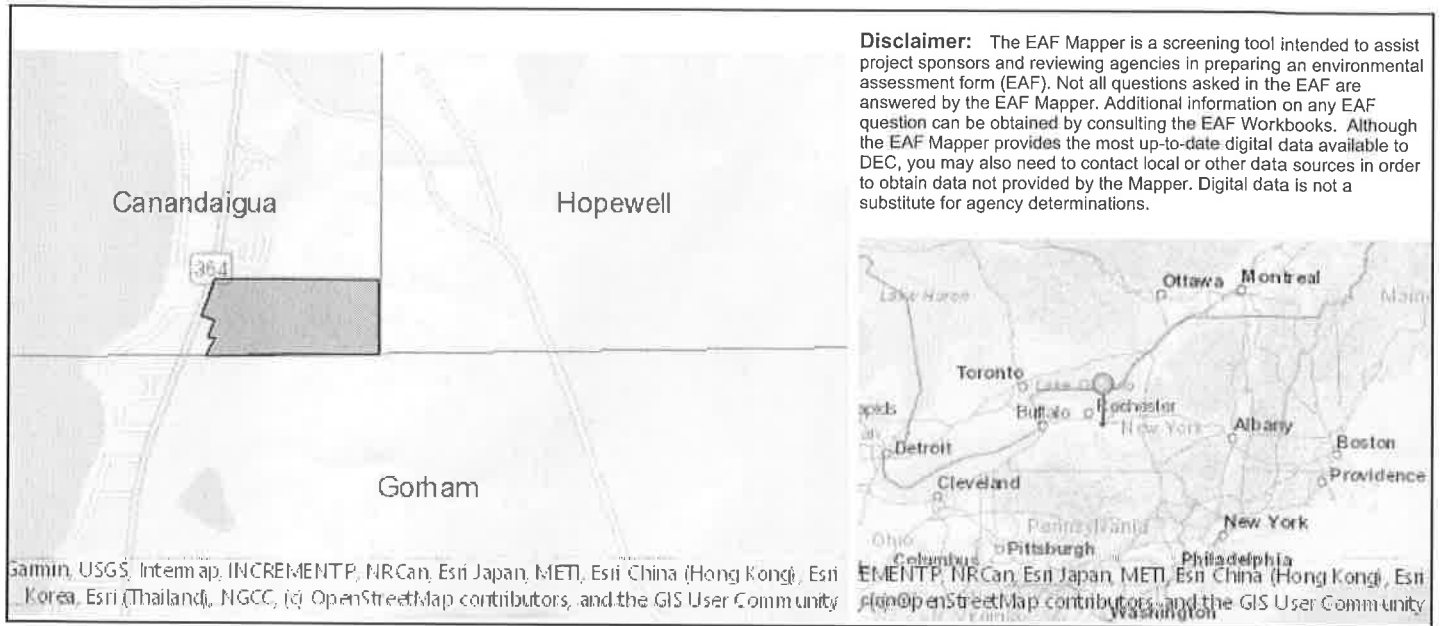 Disclaimer: The EAF Mapper is a screening tool intended to assist
project sponsors and reviewing agencies in preparing an environmental
assessment form (EAF). Not all questions asked in the EAF are
answered by the EAF Mapper. Additional information on any EAF
question can be obtained by consulting the EAF Workbooks. Although
the EAF Mapper provides the most up-to-date digital data available to
DEC, you may also need to contact local or other data sources in order
to obtain data not provided by the Mapper. Digital data is not a
substitute for agency determinations.
Canandaigua
Hopewell
364
Gorham
Garmin, USGS, Intermap, INCREMENT P, NRCan, Esri Japan, METI, Esri China (Hong Kong), Esri
Korea, Esri (Thailand), NGCC, (c) OpenStreetMap contributors, and the GIS User Community
Ottawa Montreal
Lake Huron
Toronto
Buffalo Rochester
New York
Albany
Detroit
Boston
Providence
Cleveland
New York
Pennsylvania
Ohio
Pittsburgh
Columbus
Philadelphia
EMENT P, NRCan, Esri Japan, METI, Esri China (Hong Kong), Esri
OpenStreetMap contributors, and the GIS User Community
Washington